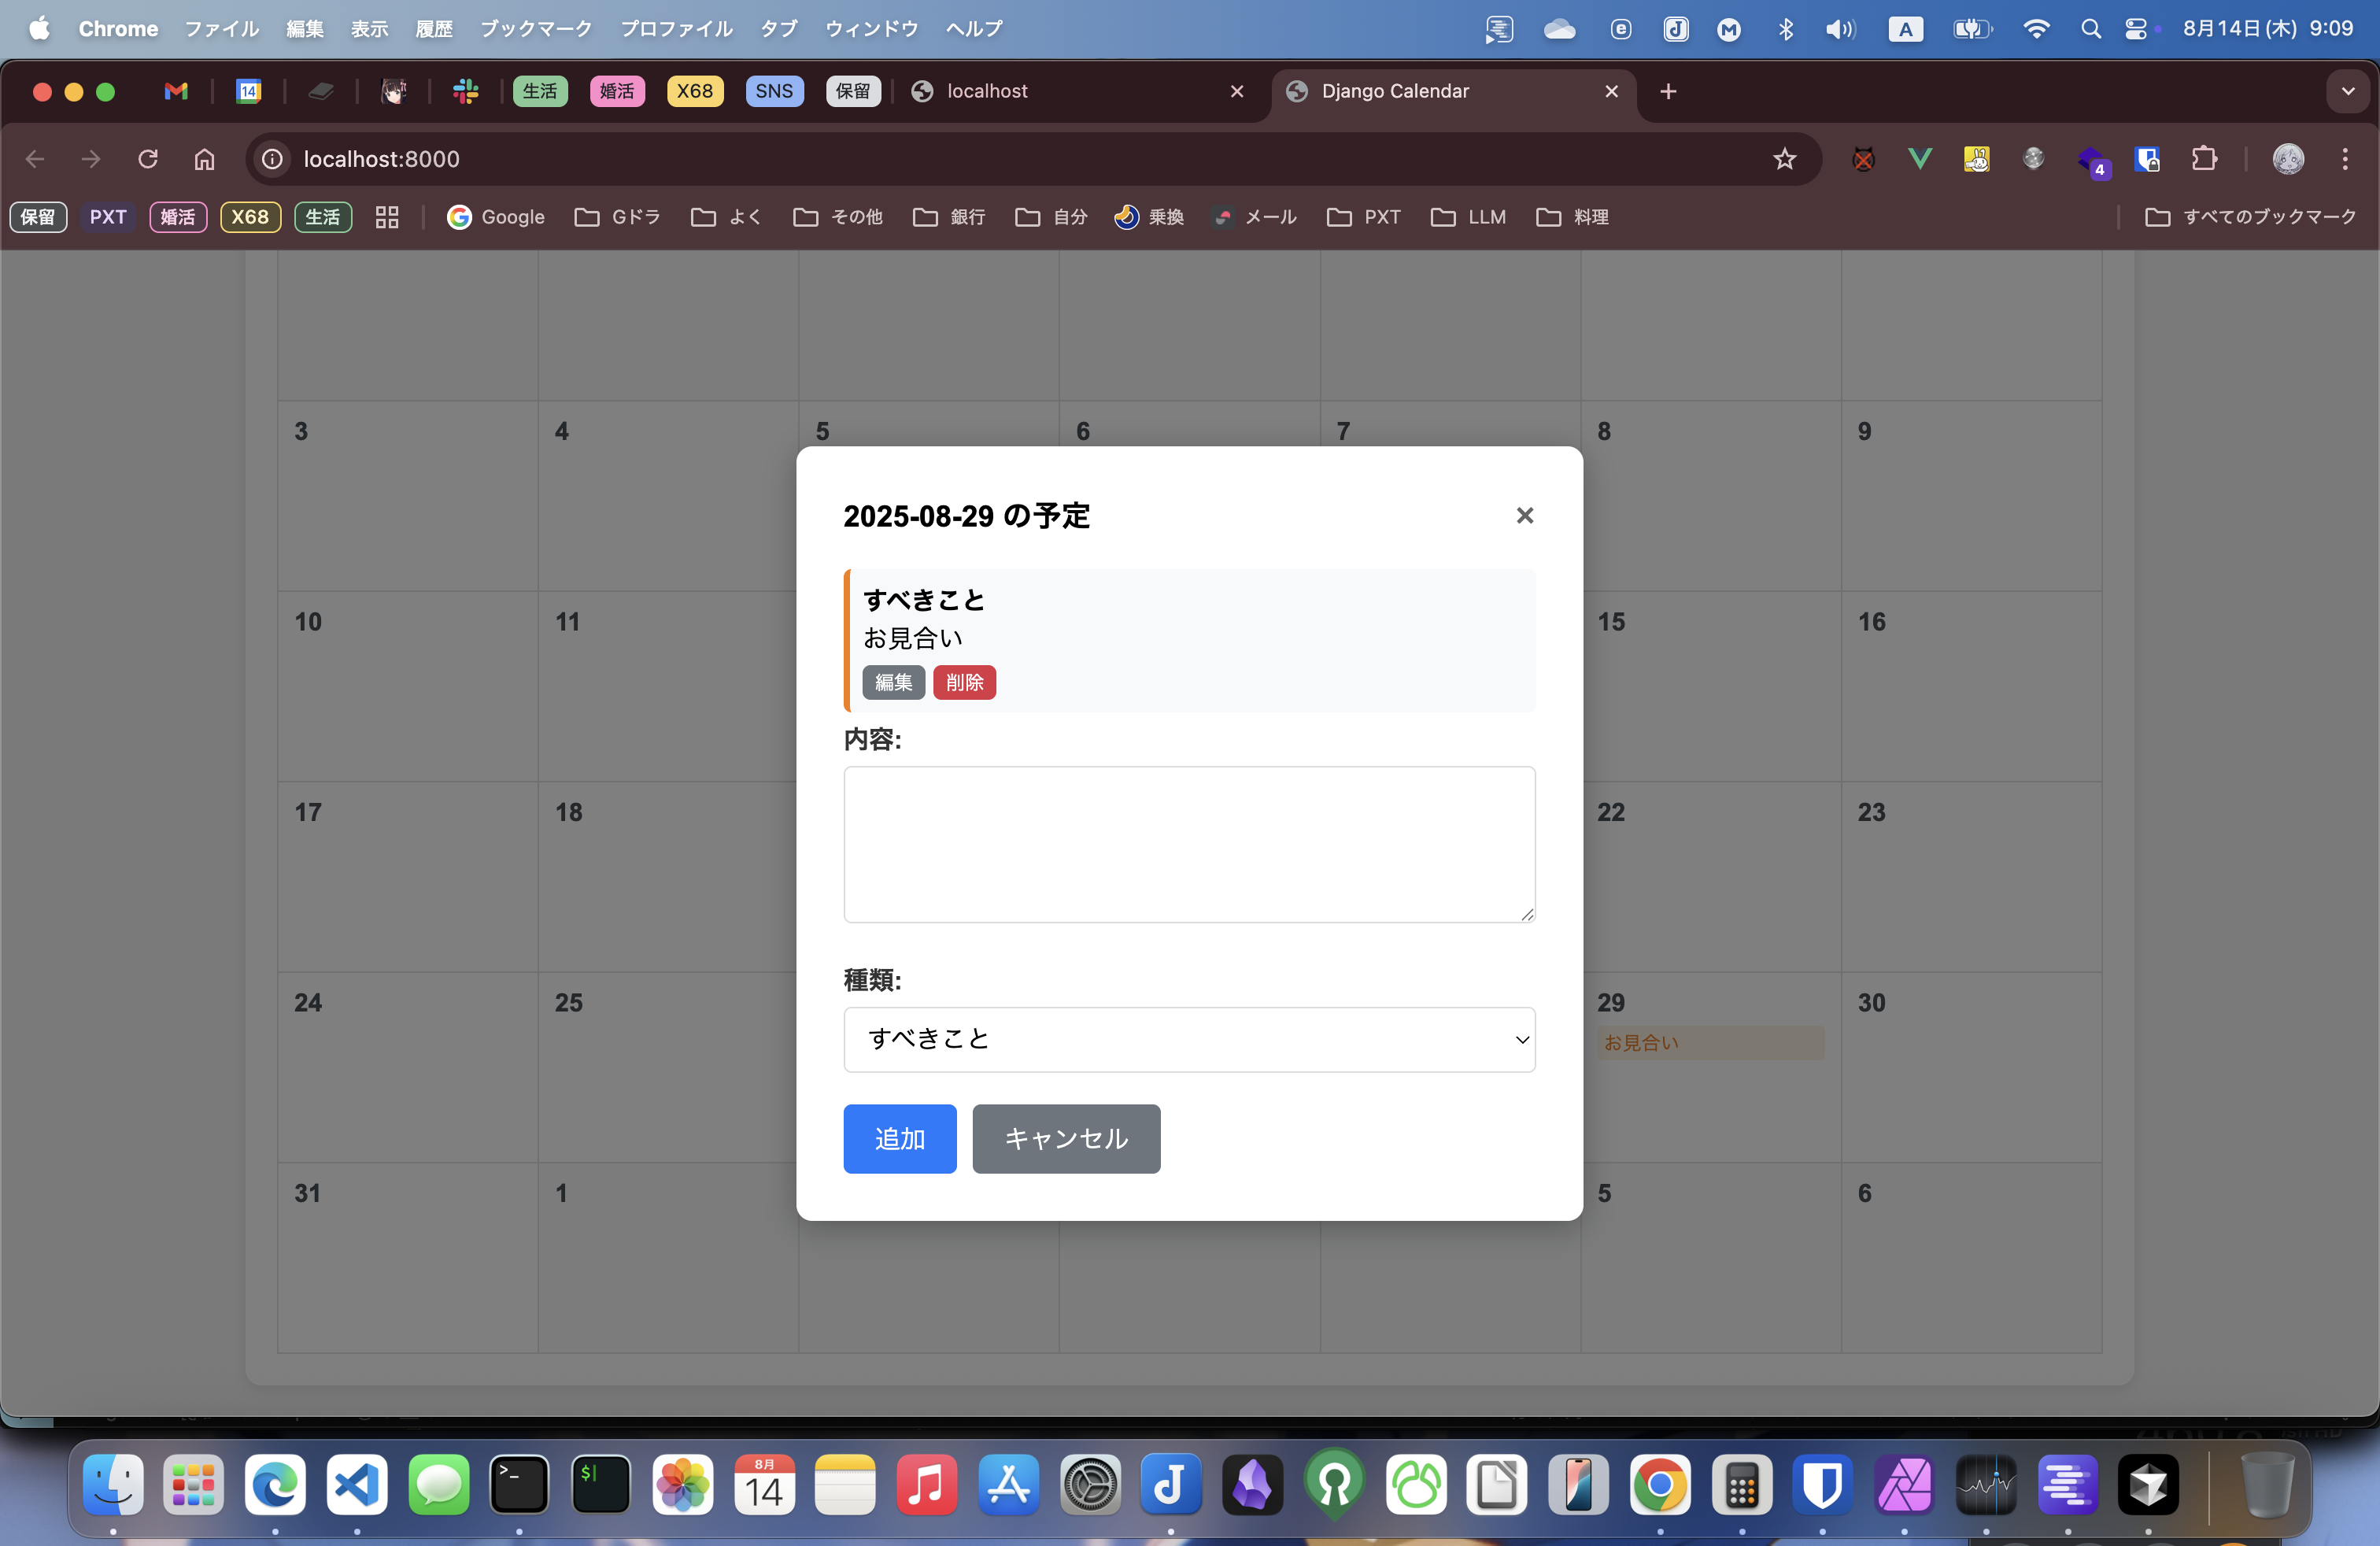 Chrome ファイル 編集 表示 履歴 ブックマーク プロファイル タブ ウィンドウ ヘルプ A 8月14日(木) 9:09
14 生活 婚活 X68 SNS 保留 localhost Django Calendar
localhost:8000 4
保留 PXT 婚活 X68 生活 Google Gドラ よく その他 銀行 自分 乗換 メール PXT LLM 料理 すべてのブックマーク
3 4 5 6 7 8 9
2025-08-29 の予定
すべきこと
お見合い
編集 削除
10 11 15 16
内容:
17 18 22 23
種類:
すべきこと
24 25 29 30
お見合い
追加 キャンセル
31 1 5 6
8月
14